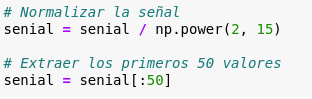 # Normalizar la señal
senial = senial / np.power(2, 15)
# Extraer los primeros 50 valores
senial = senial[:50]